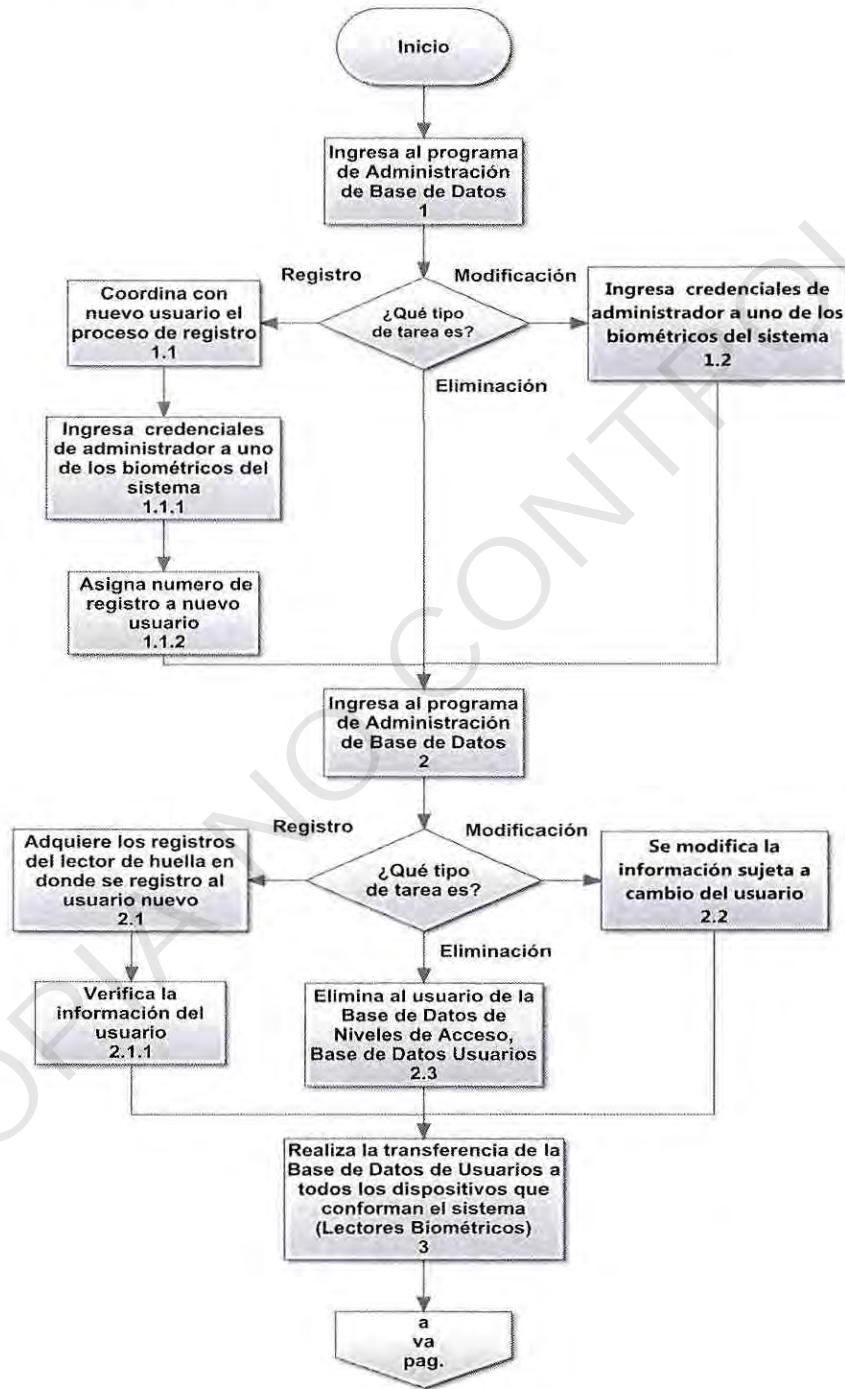 Inicio
Ingresa al programa
de Administración
de Base de Datos
1
Registro
Modificación
Coordina con
nuevo usuario el
proceso de registro
1.1
¿Qué tipo
de tarea es?
Ingresa credenciales de
administrador a uno de los
biométricos del sistema
1.2
Eliminación
Ingresa credenciales
de administrador a uno
de los biométricos del
sistema
1.1.1
Asigna numero de
registro a nuevo
usuario
1.1.2
Ingresa al programa
de Administración
de Base de Datos
2
Registro
Modificación
Adquiere los registros
del lector de huella en
donde se registro al
usuario nuevo
2.1
¿Qué tipo
de tarea es?
Se modifica la
información sujeta a
cambio del usuario
2.2
Eliminación
Verifica la
información del
usuario
2.1.1
Elimina al usuario de la
Base de Datos de
Niveles de Acceso,
Base de Datos Usuarios
2.3
Realiza la transferencia de la
Base de Datos de Usuarios a
todos los dispositivos que
conforman el sistema
(Lectores Biométricos)
3
a
va
pag.
OPIA NO CONTROL